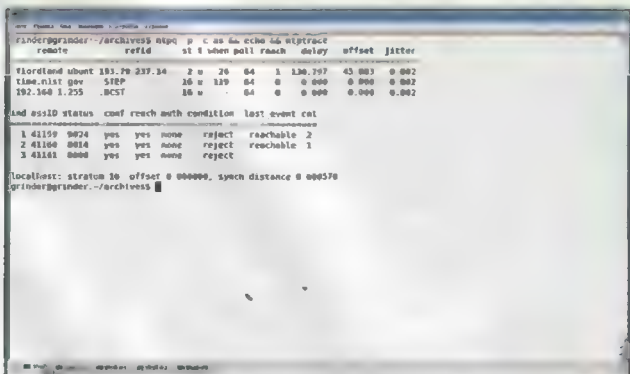 rinder@grinder:~/archives$ ntpq -p -c as && echo && ntptrace
remote refid st t when poll reach delay offset jitter
fiordland ubunt 193.79 237.14 2 u 26 64 1 130.797 43 003 0.002
time.nist gov STEP 16 u 119 64 0 0 000 0.000 0.002
192.168 1.255 .BCST 16 u - 64 0 0.000 0.000 0.002
ind assID status conf reach auth condition last event cnt
1 41159 9024 yes yes none reject reachable 2
2 41160 8014 yes yes none reject reachable 1
3 41161 8000 yes yes none reject
localhost: stratum 16 offset 0 000000, synch distance 0 000570
grinder@grinder.~/archives$